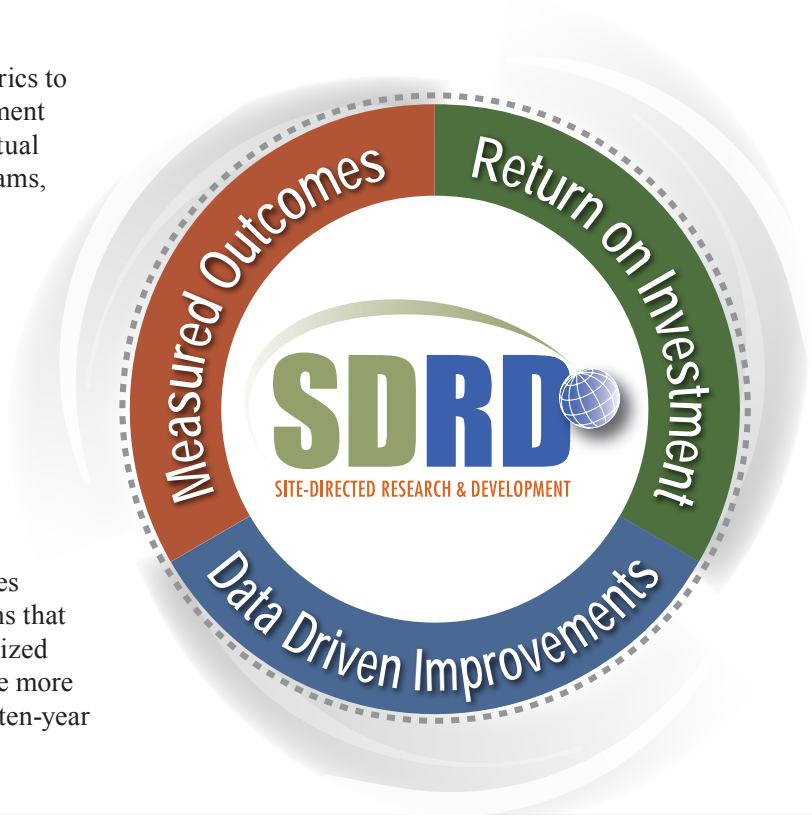 rics to
ment
tual
ams,
Measured Outcomes
Return on Investment
SDRD
SITE-DIRECTED RESEARCH & DEVELOPMENT
Data Driven Improvements
es
ns that
ized
e more
ten-year